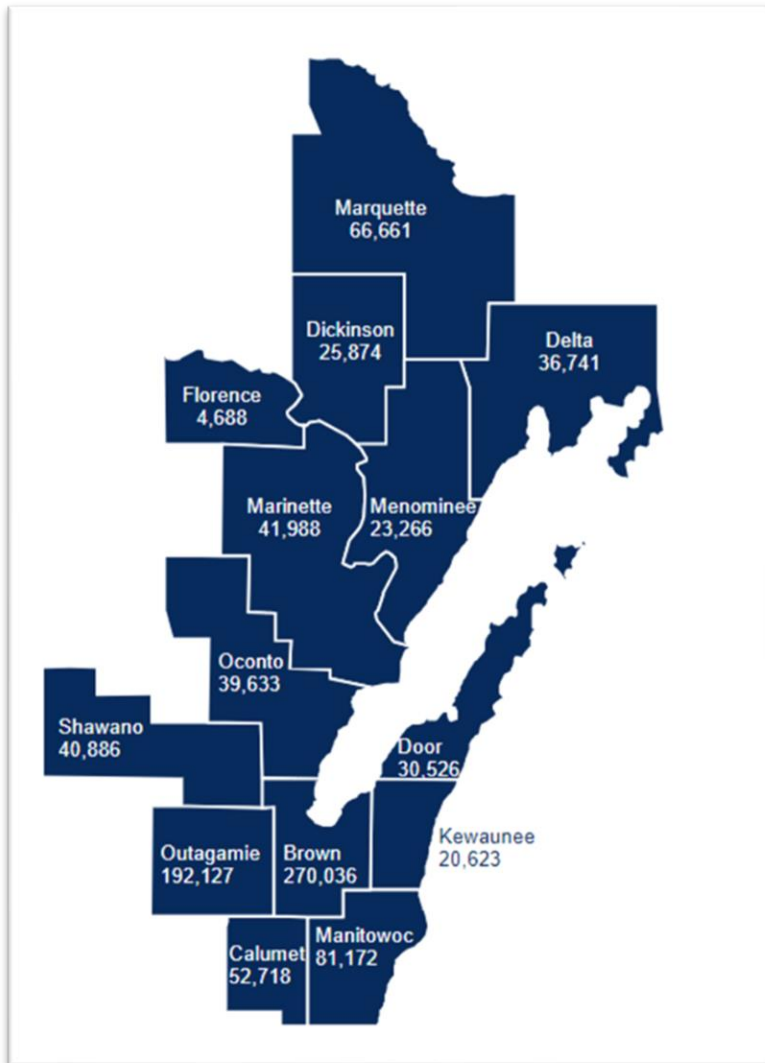 Marquette
66,661
Dickinson
25,874
Delta
36,741
Florence
4,688
Marinette
41,988
Menominee
23,266
Oconto
39,633
Shawano
40,886
Door
30,526
Outagamie
192,127
Brown
270,036
Kewaunee
20,623
Calumet
52,718
Manitowoc
81,172